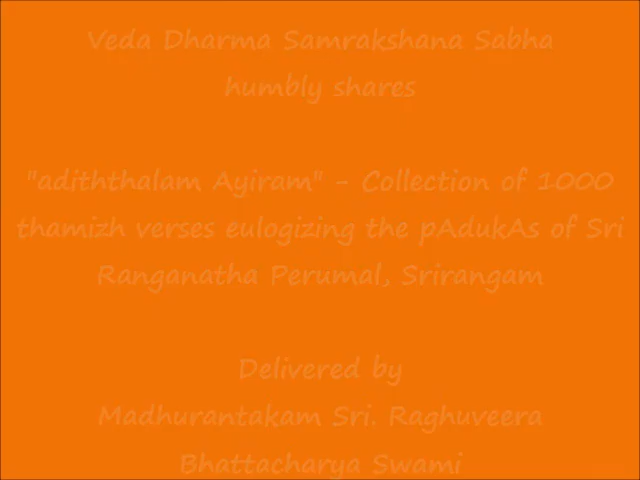 Veda Dharma Samrakshana Sabha
humbly shares
"adiththalam Ayiram" - Collection of 1000
thamizh verses eulogizing the pAdukAs of Sri
Ranganatha Perumal, Srirangam
Delivered by
Madhurantakam Sri. Raghuveera
Bhattacharya Swami